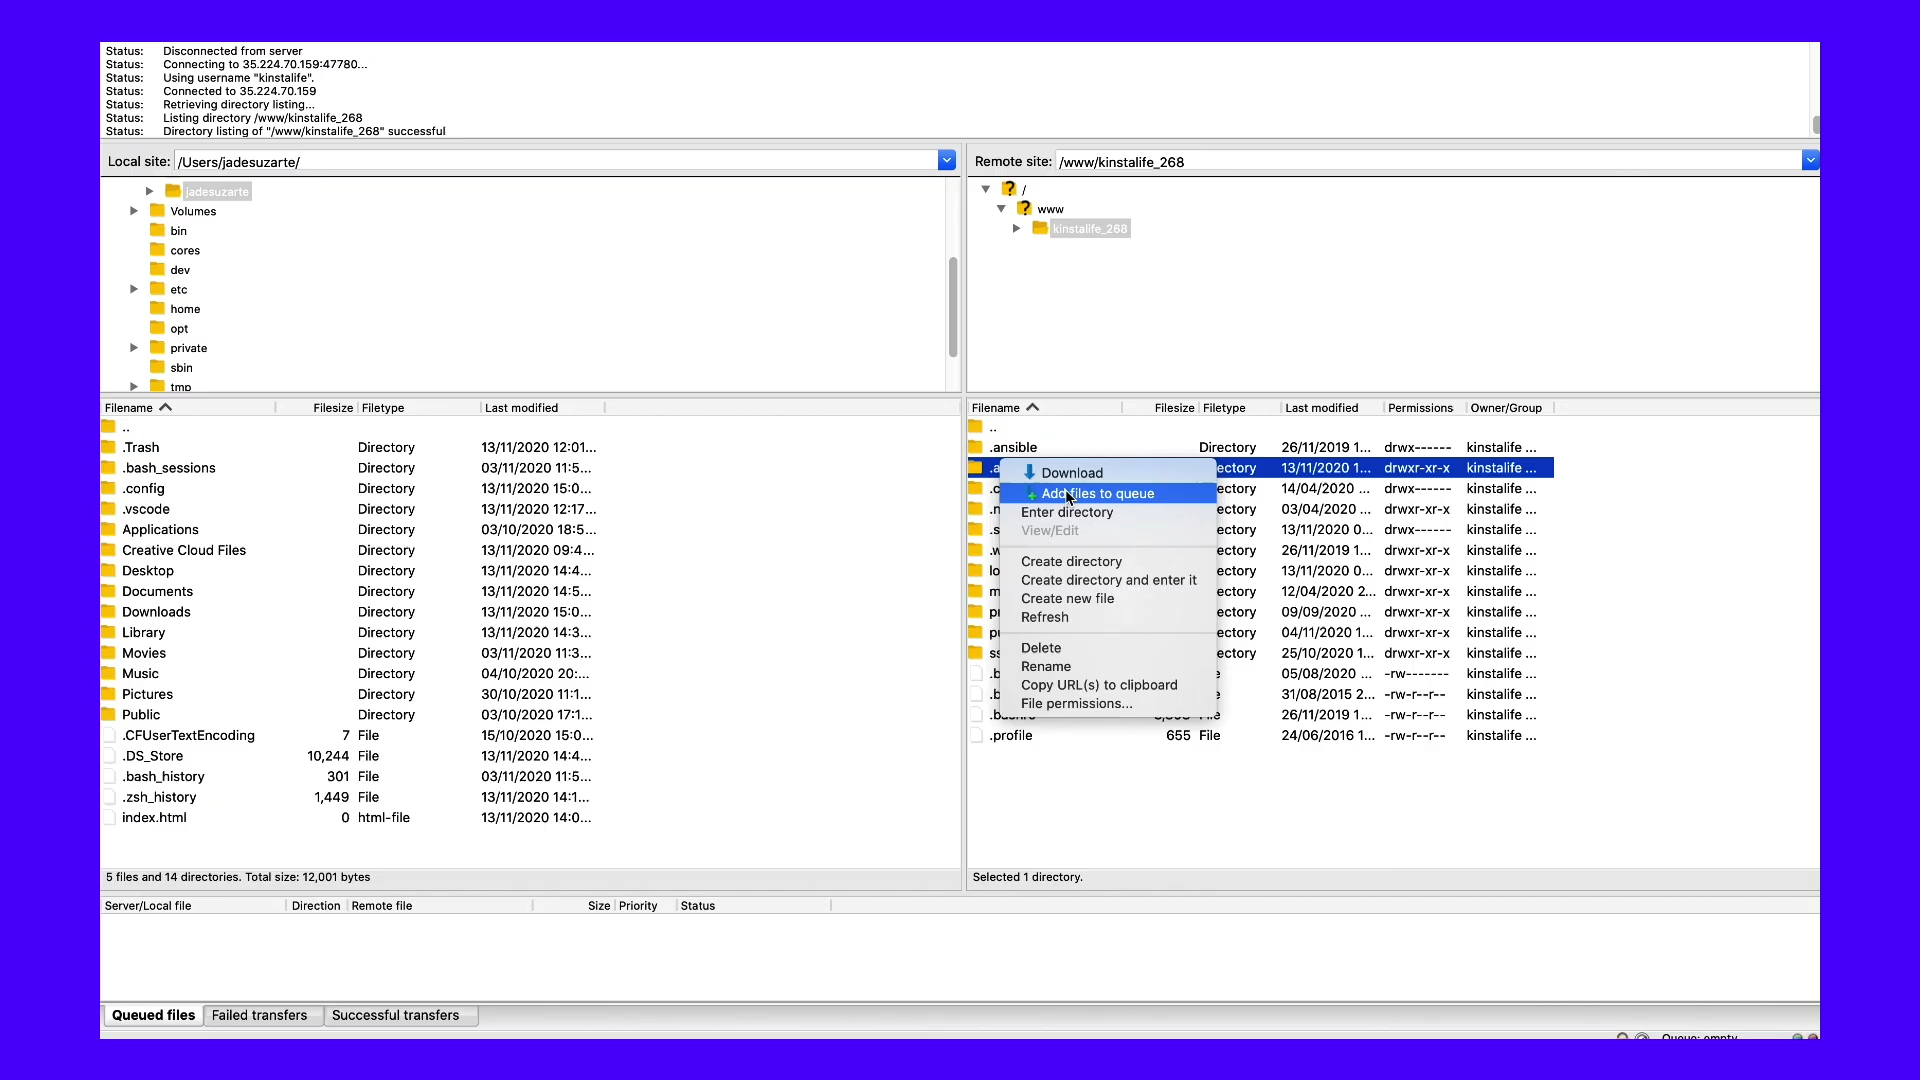 Status: Disconnected from server
Status: Connecting to 35.224.70.159:47780...
Status: Using username "kinstalife".
Status: Connected to 35.224.70.159
Status: Retrieving directory listing...
Status: Listing directory /www/kinstalife_268
Status: Directory listing of "/www/kinstalife_268" successful
Local site: /Users/jadesuzarte/
jadesuzarte
Volumes
bin
cores
dev
etc
home
opt
private
sbin
tmp
Remote site: /www/kinstalife_268
/
www
kinstalife_268
Filename Filesize Filetype Last modified
..
.Trash Directory 13/11/2020 12:01...
.bash_sessions Directory 03/11/2020 11:5...
.config Directory 13/11/2020 15:0...
.vscode Directory 13/11/2020 12:17...
Applications Directory 03/10/2020 18:5...
Creative Cloud Files Directory 13/11/2020 09:4...
Desktop Directory 13/11/2020 14:4...
Documents Directory 13/11/2020 14:5...
Downloads Directory 13/11/2020 15:0...
Library Directory 13/11/2020 14:3...
Movies Directory 03/11/2020 11:3...
Music Directory 04/10/2020 20:...
Pictures Directory 30/10/2020 11:1...
Public Directory 03/10/2020 17:1...
.CFUserTextEncoding 7 File 15/10/2020 15:0...
.DS_Store 10,244 File 13/11/2020 14:4...
.bash_history 301 File 03/11/2020 11:5...
.zsh_history 1,449 File 13/11/2020 14:1...
index.html 0 html-file 13/11/2020 14:0...
5 files and 14 directories. Total size: 12,001 bytes
Filename Filesize Filetype Last modified Permissions Owner/Group
..
.ansible Directory 26/11/2019 1... drwx------ kinstalife ...
.a ectory 13/11/2020 1... drwxr-xr-x kinstalife ...
.c ectory 14/04/2020 ... drwx------ kinstalife ...
.n ectory 03/04/2020 ... drwxr-xr-x kinstalife ...
.s ectory 13/11/2020 0... drwx------ kinstalife ...
.w ectory 26/11/2019 1... drwxr-xr-x kinstalife ...
lo ectory 13/11/2020 0... drwxr-xr-x kinstalife ...
m ectory 12/04/2020 2... drwxr-xr-x kinstalife ...
pr ectory 09/09/2020 ... drwxr-xr-x kinstalife ...
pu ectory 04/11/2020 1... drwxr-xr-x kinstalife ...
ss ectory 25/10/2020 1... drwxr-xr-x kinstalife ...
.b e 05/08/2020 ... -rw------- kinstalife ...
.b e 31/08/2015 2... -rw-r--r-- kinstalife ...
26/11/2019 1... -rw-r--r-- kinstalife ...
.profile 655 File 24/06/2016 1... -rw-r--r-- kinstalife ...
Download
Add files to queue
Enter directory
View/Edit
Create directory
Create directory and enter it
Create new file
Refresh
Delete
Rename
Copy URL(s) to clipboard
File permissions...
Selected 1 directory.
Server/Local file Direction Remote file Size Priority Status
Queued files Failed transfers Successful transfers
Queue: empty